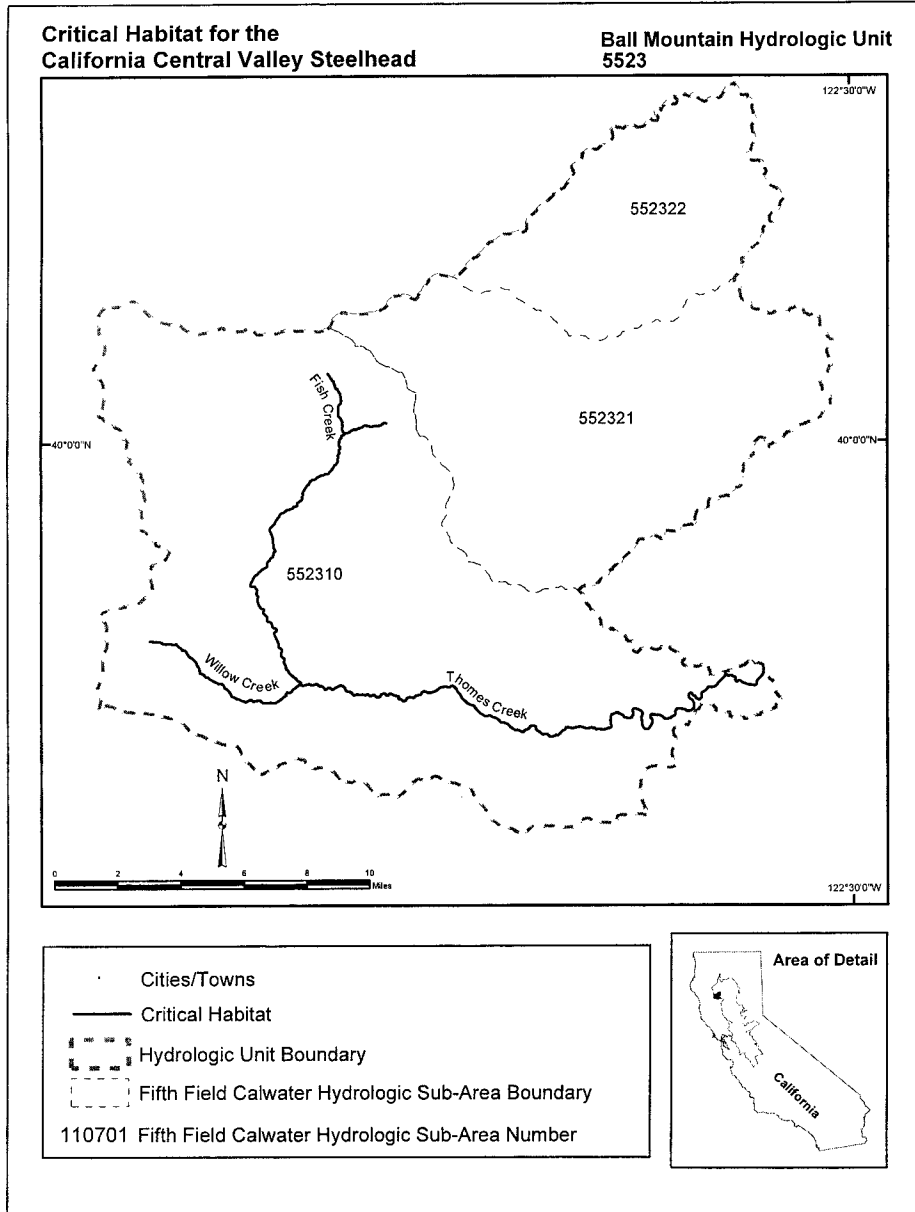 Critical Habitat for the
California Central Valley Steelhead
Ball Mountain Hydrologic Unit
5523
122°30'0"W
552322
552321
Fish Creek
40°0'0"N
40°0'0"N
552310
Willow Creek
Thomes Creek
N
0 2 4 6 8 10
Miles
122°30'0"W
Cities/Towns
Critical Habitat
Hydrologic Unit Boundary
Fifth Field Calwater Hydrologic Sub-Area Boundary
110701 Fifth Field Calwater Hydrologic Sub-Area Number
Area of Detail
California